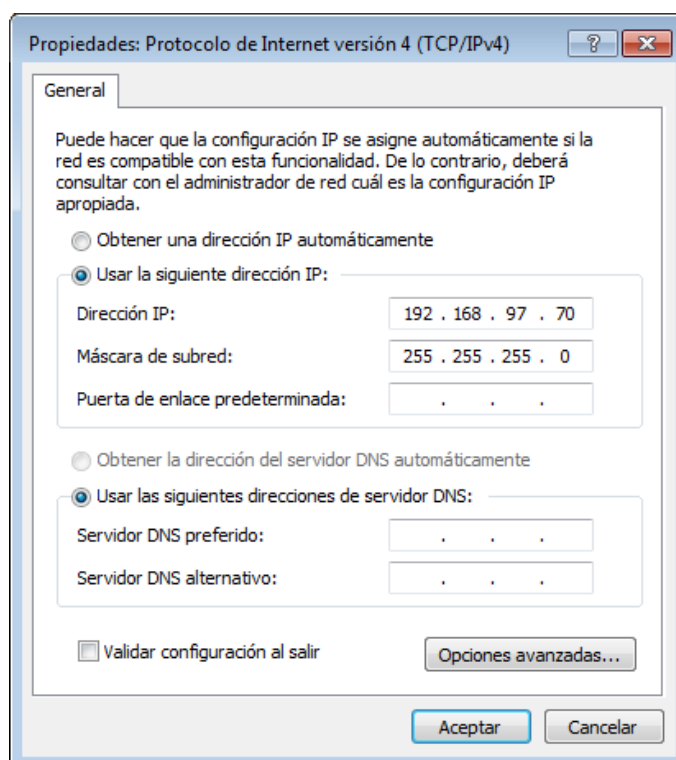 Propiedades: Protocolo de Internet versión 4 (TCP/IPv4)
General
Puede hacer que la configuración IP se asigne automáticamente si la
red es compatible con esta funcionalidad. De lo contrario, deberá
consultar con el administrador de red cuál es la configuración IP
apropiada.
Obtener una dirección IP automáticamente
Usar la siguiente dirección IP:
Dirección IP: 192 . 168 . 97 . 70
Máscara de subred: 255 . 255 . 255 . 0
Puerta de enlace predeterminada: . . .
Obtener la dirección del servidor DNS automáticamente
Usar las siguientes direcciones de servidor DNS:
Servidor DNS preferido: . . .
Servidor DNS alternativo: . . .
Validar configuración al salir
Opciones avanzadas...
Aceptar Cancelar